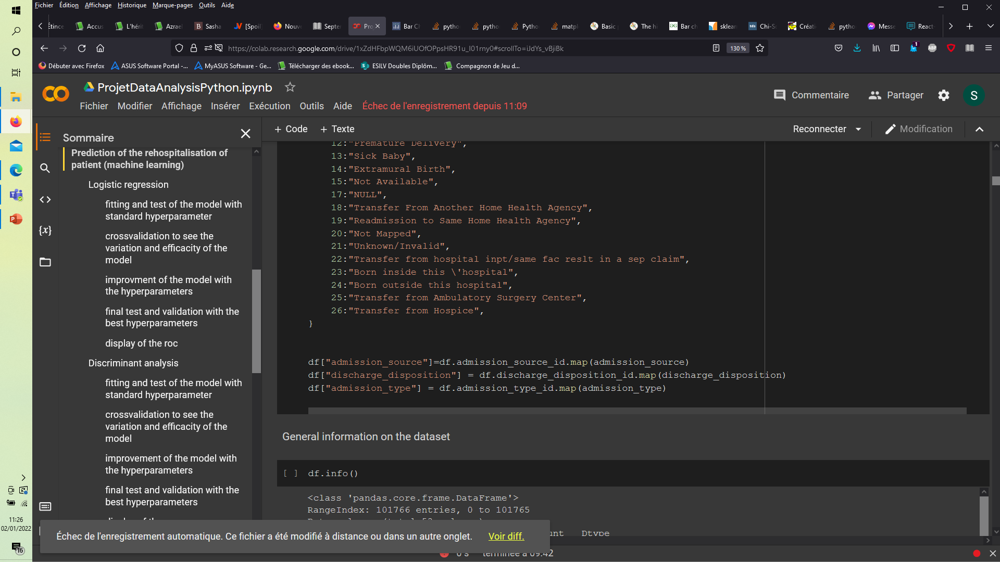 Fichier Édition Affichage Historique Marque-pages Outils Aide
Étince Accus L'héri Azrael Sasha [Spoil Nouv Septer Pro Bar Ch pytho pytho Pytho matpl Basic The hi Bar ch sklear Chi-S Créati pytho Messe React-
https://colab.research.google.com/drive/1xZdHFbpWQM6iUOfOPpsHR91u_I01rny0#scrollTo=iJdYs_vBjiBk
130 %
1
Débuter avec Firefox ASUS Software Portal -... MyASUS Software - Ge... Télécharger des ebook... ESILV Doubles Diplôm... Compagnon de Jeu d...
ProjetDataAnalysisPython.ipynb
Commentaire Partager S
Fichier Modifier Affichage Insérer Exécution Outils Aide Échec de l'enregistrement depuis 11:09
+ Code + Texte
Reconnecter Modification
Sommaire
Prediction of the rehospitalisation of
patient (machine learning)
Logistic regression
fitting and test of the model with
standard hyperparameter
crossvalidation to see the
variation and efficacity of the
model
improvment of the model with
the hyperparameters
final test and validation with the
best hyperparameters
display of the roc
Discriminant analysis
fitting and test of the model with
standard hyperparameter
crossvalidation to see the
variation and efficacity of the
model
improvement of the model with
the hyperparameters
final test and validation with the
best hyperparameters
12:"Premature Delivery",
13:"Sick Baby",
14:"Extramural Birth",
15:"Not Available",
17:"NULL",
18:"Transfer From Another Home Health Agency",
19:"Readmission to Same Home Health Agency",
20:"Not Mapped",
21:"Unknown/Invalid",
22:"Transfer from hospital inpt/same fac reslt in a sep claim",
23:"Born inside this \'hospital",
24:"Born outside this hospital",
25:"Transfer from Ambulatory Surgery Center",
26:"Transfer from Hospice",
}
df["admission_source"]=df.admission_source_id.map(admission_source)
df["discharge_disposition"] = df.discharge_disposition_id.map(discharge_disposition)
df["admission_type"] = df.admission_type_id.map(admission_type)
General information on the dataset
[ ] df.info()
<class 'pandas.core.frame.DataFrame'>
RangeIndex: 101766 entries, 0 to 101765
unt Dtype
Échec de l'enregistrement automatique. Ce fichier a été modifié à distance ou dans un autre onglet. Voir diff.
0 s terminée à 09:42
11:26
02/01/2022
16